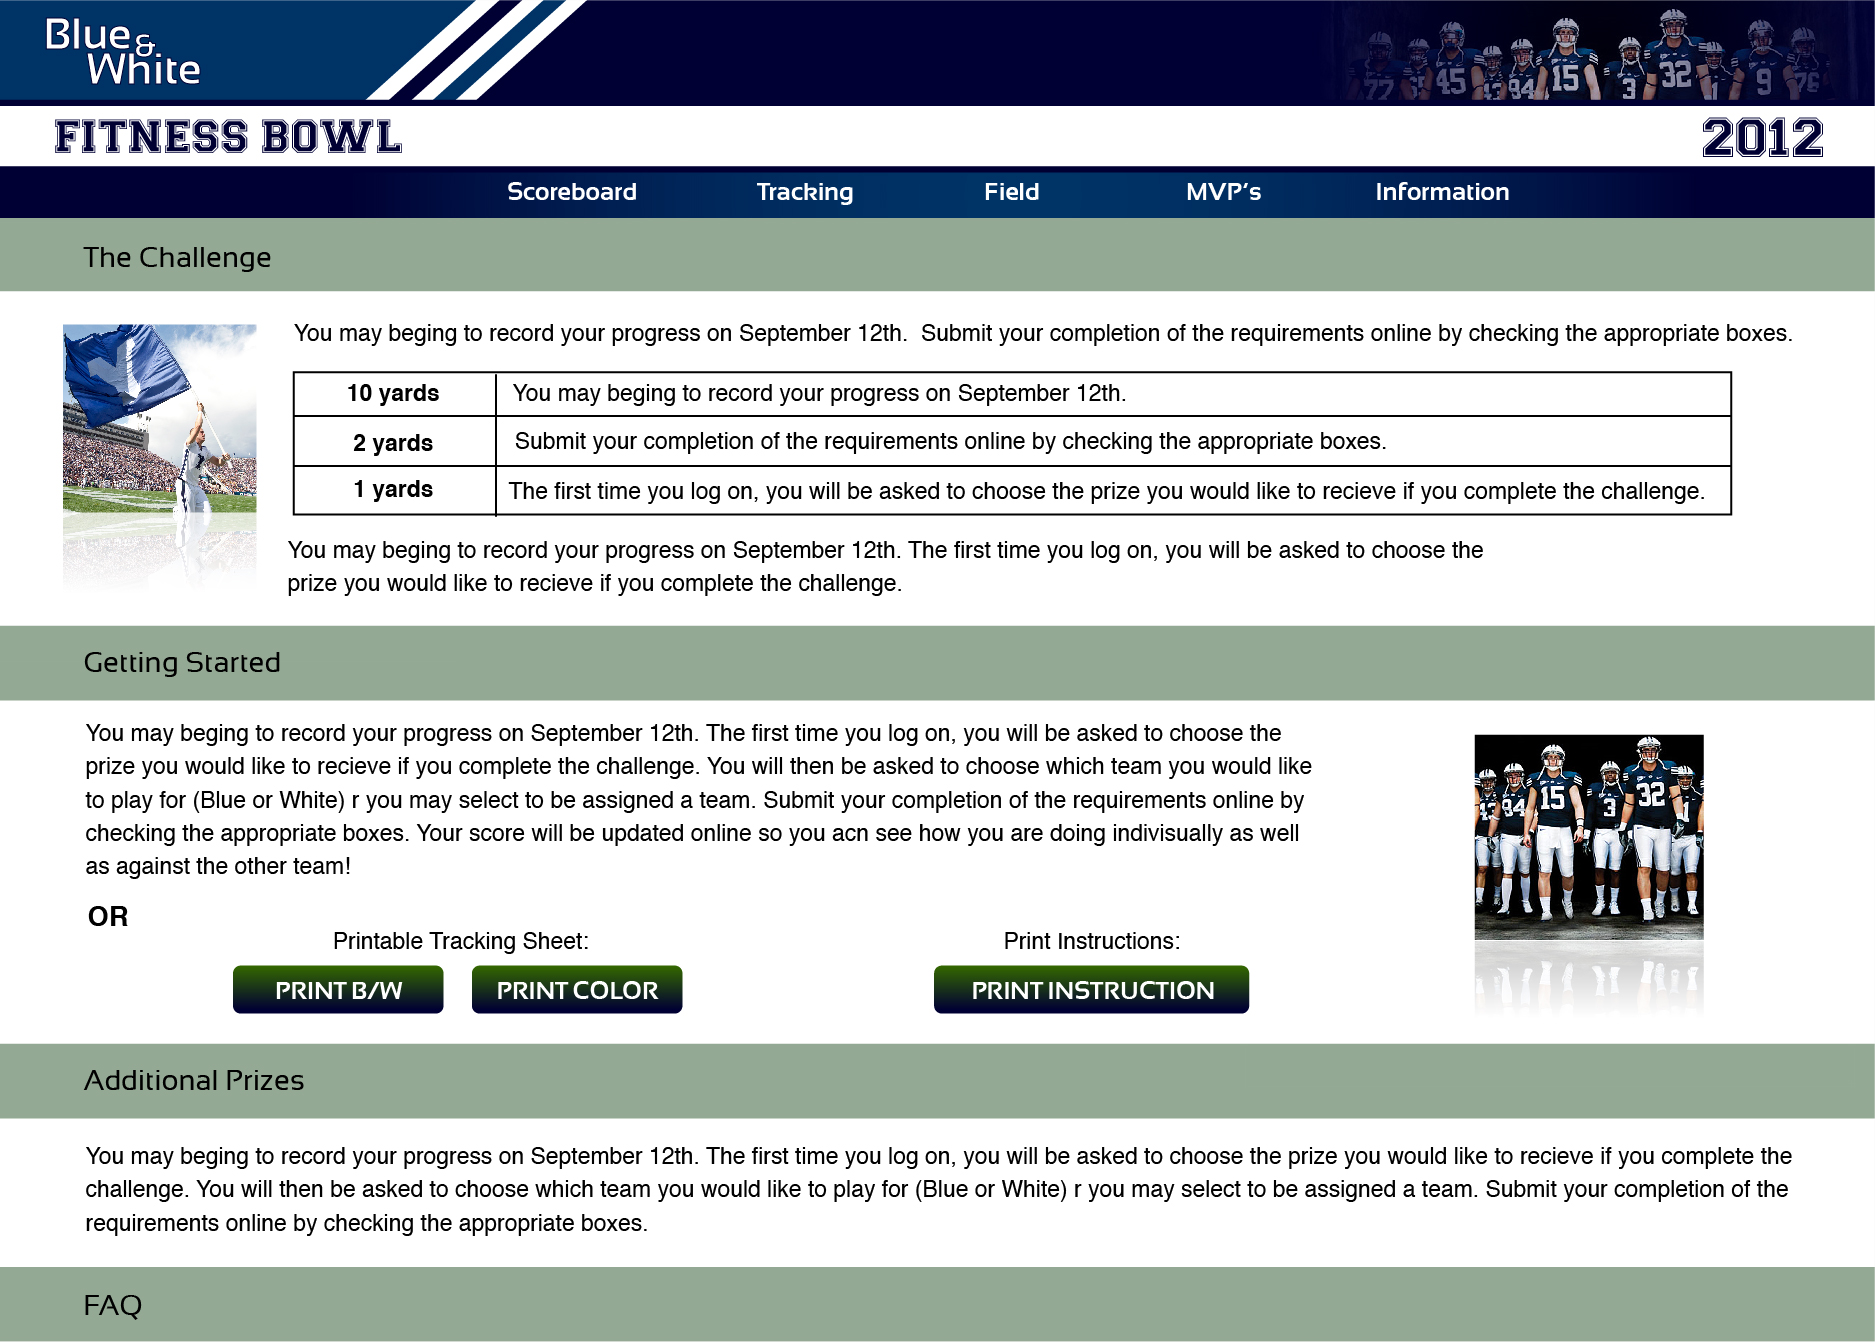 Blue&
White
FITNESS BOWL 2012
Scoreboard Tracking Field MVP's Information
The Challenge
You may beging to record your progress on September 12th. Submit your completion of the requirements online by checking the appropriate boxes.
10 yards You may beging to record your progress on September 12th.
2 yards Submit your completion of the requirements online by checking the appropriate boxes.
1 yards The first time you log on, you will be asked to choose the prize you would like to recieve if you complete the challenge.
You may beging to record your progress on September 12th. The first time you log on, you will be asked to choose the
prize you would like to recieve if you complete the challenge.
Getting Started
You may beging to record your progress on September 12th. The first time you log on, you will be asked to choose the
prize you would like to recieve if you complete the challenge. You will then be asked to choose which team you would like
to play for (Blue or White) r you may select to be assigned a team. Submit your completion of the requirements online by
checking the appropriate boxes. Your score will be updated online so you acn see how you are doing indivisually as well
as against the other team!
OR
Printable Tracking Sheet: Print Instructions:
PRINT B/W PRINT COLOR PRINT INSTRUCTION
Additional Prizes
You may beging to record your progress on September 12th. The first time you log on, you will be asked to choose the prize you would like to recieve if you complete the
challenge. You will then be asked to choose which team you would like to play for (Blue or White) r you may select to be assigned a team. Submit your completion of the
requirements online by checking the appropriate boxes.
FAQ